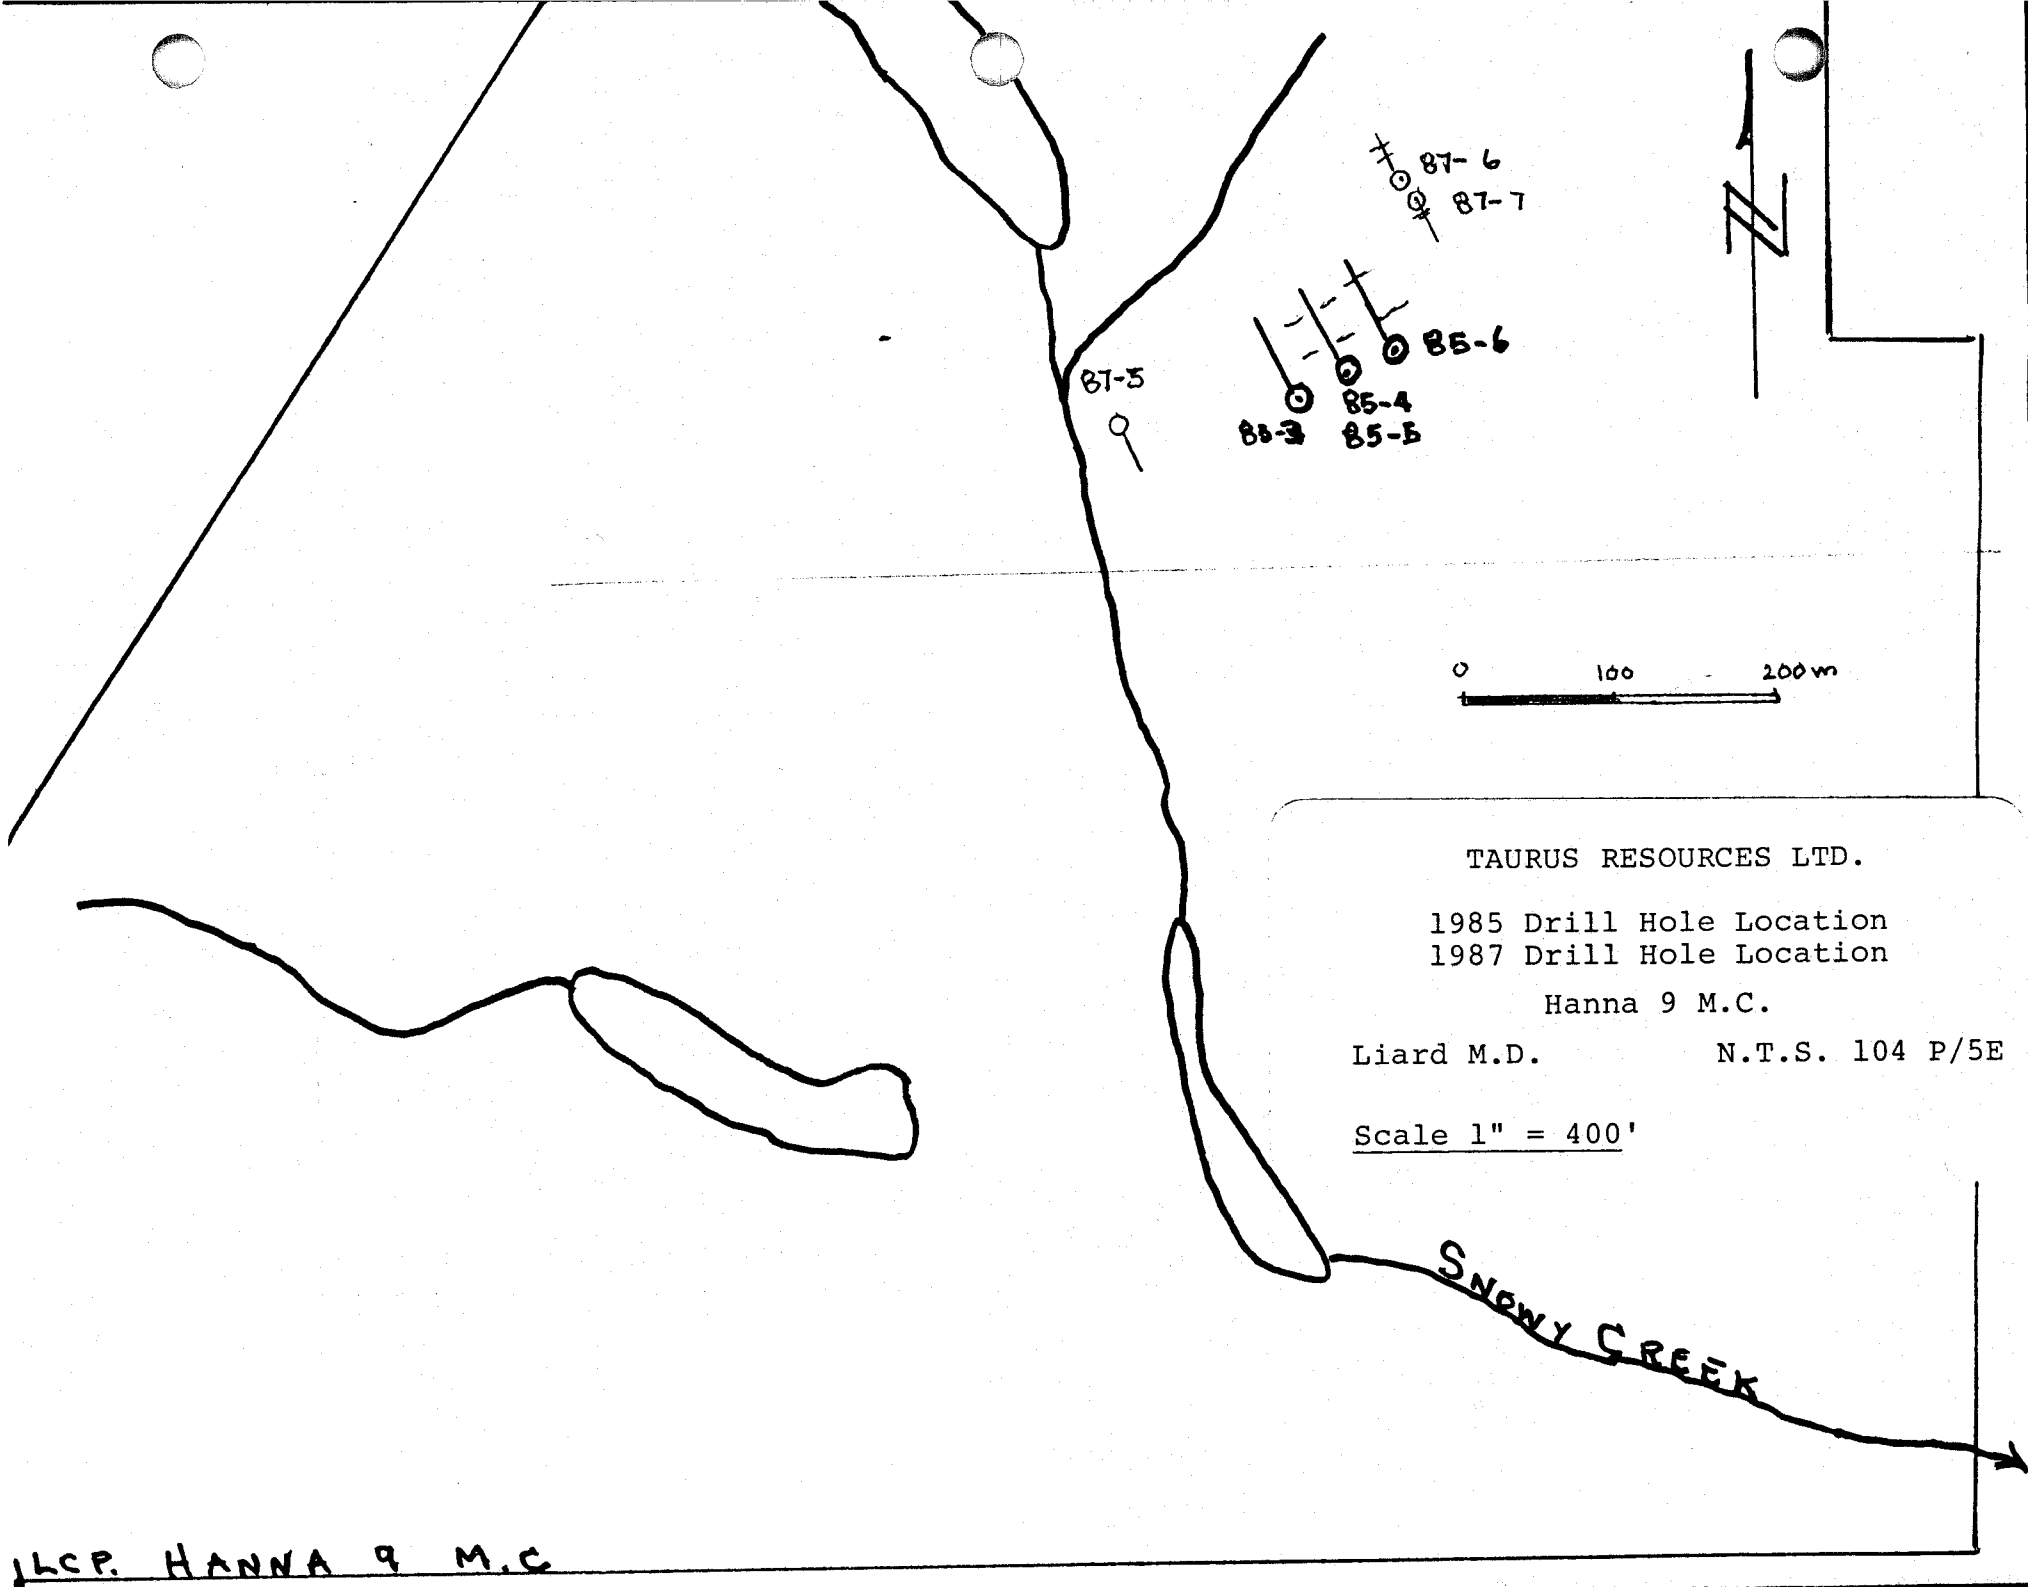 87-6
87-7
N
85-6
87-5
85-4
85-5
0 100 200m
TAURUS RESOURCES LTD.
1985 Drill Hole Location
1987 Drill Hole Location
Hanna 9 M.C.
Liard M.D. N.T.S. 104 P/5E
Scale 1" = 400'
SNOWY CREEK
LCP. HANNA 9 M.C